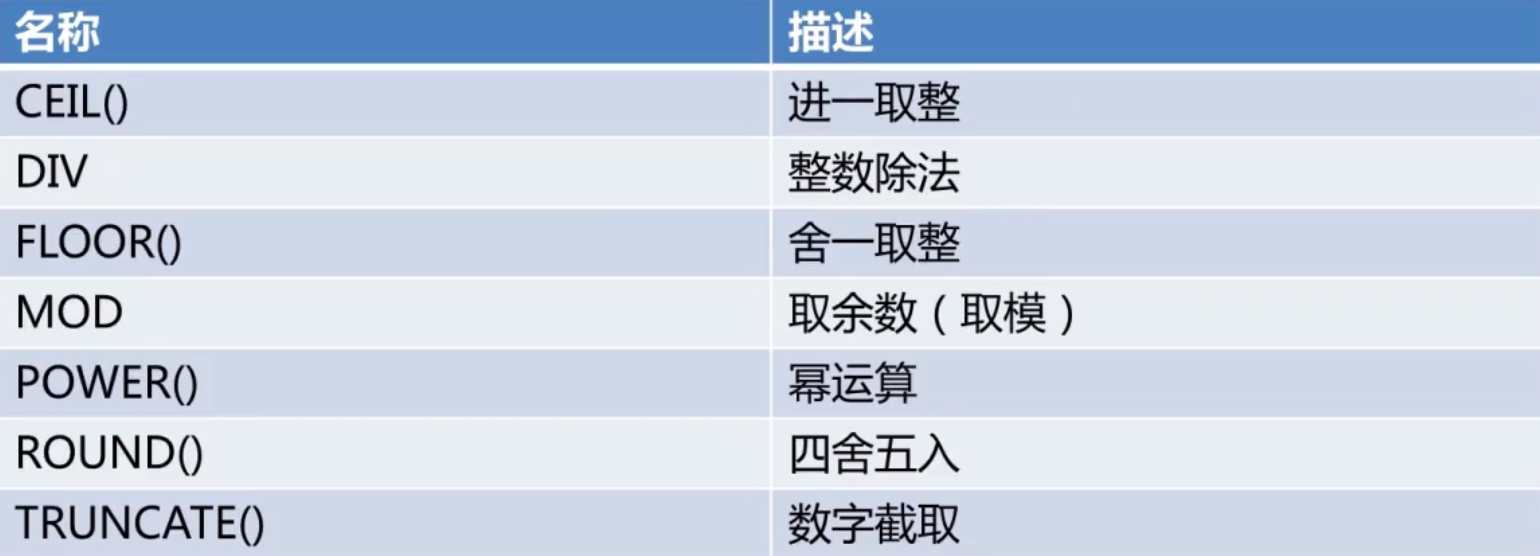 名称 描述
CEIL() 进一取整
DIV 整数除法
FLOOR() 舍一取整
MOD 取余数（取模）
POWER() 幂运算
ROUND() 四舍五入
TRUNCATE() 数字截取